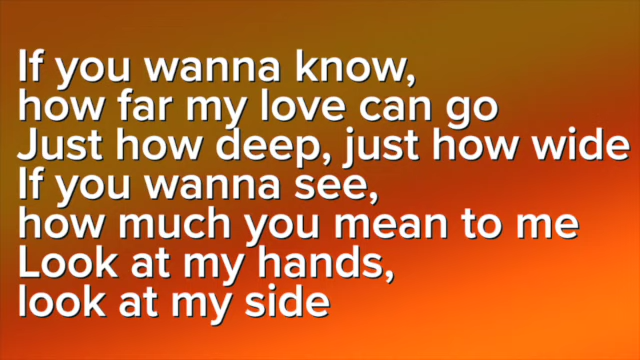 If you wanna know,
how far my love can go
Just how deep, just how wide
If you wanna see,
how much you mean to me
Look at my hands,
look at my side